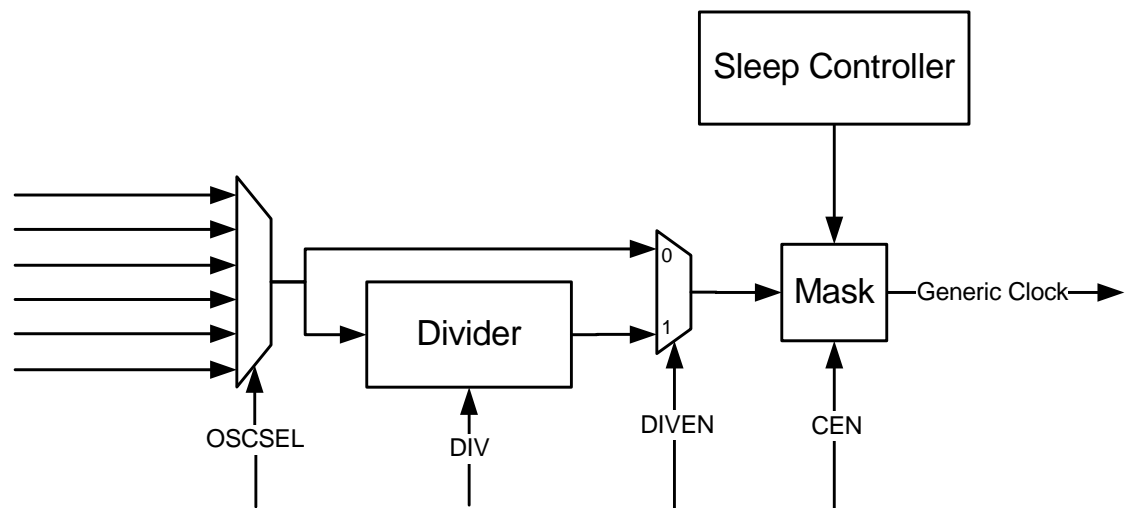 Sleep Controller
0
Divider
1
Mask
Generic Clock
OSCSEL
DIV
DIVEN
CEN